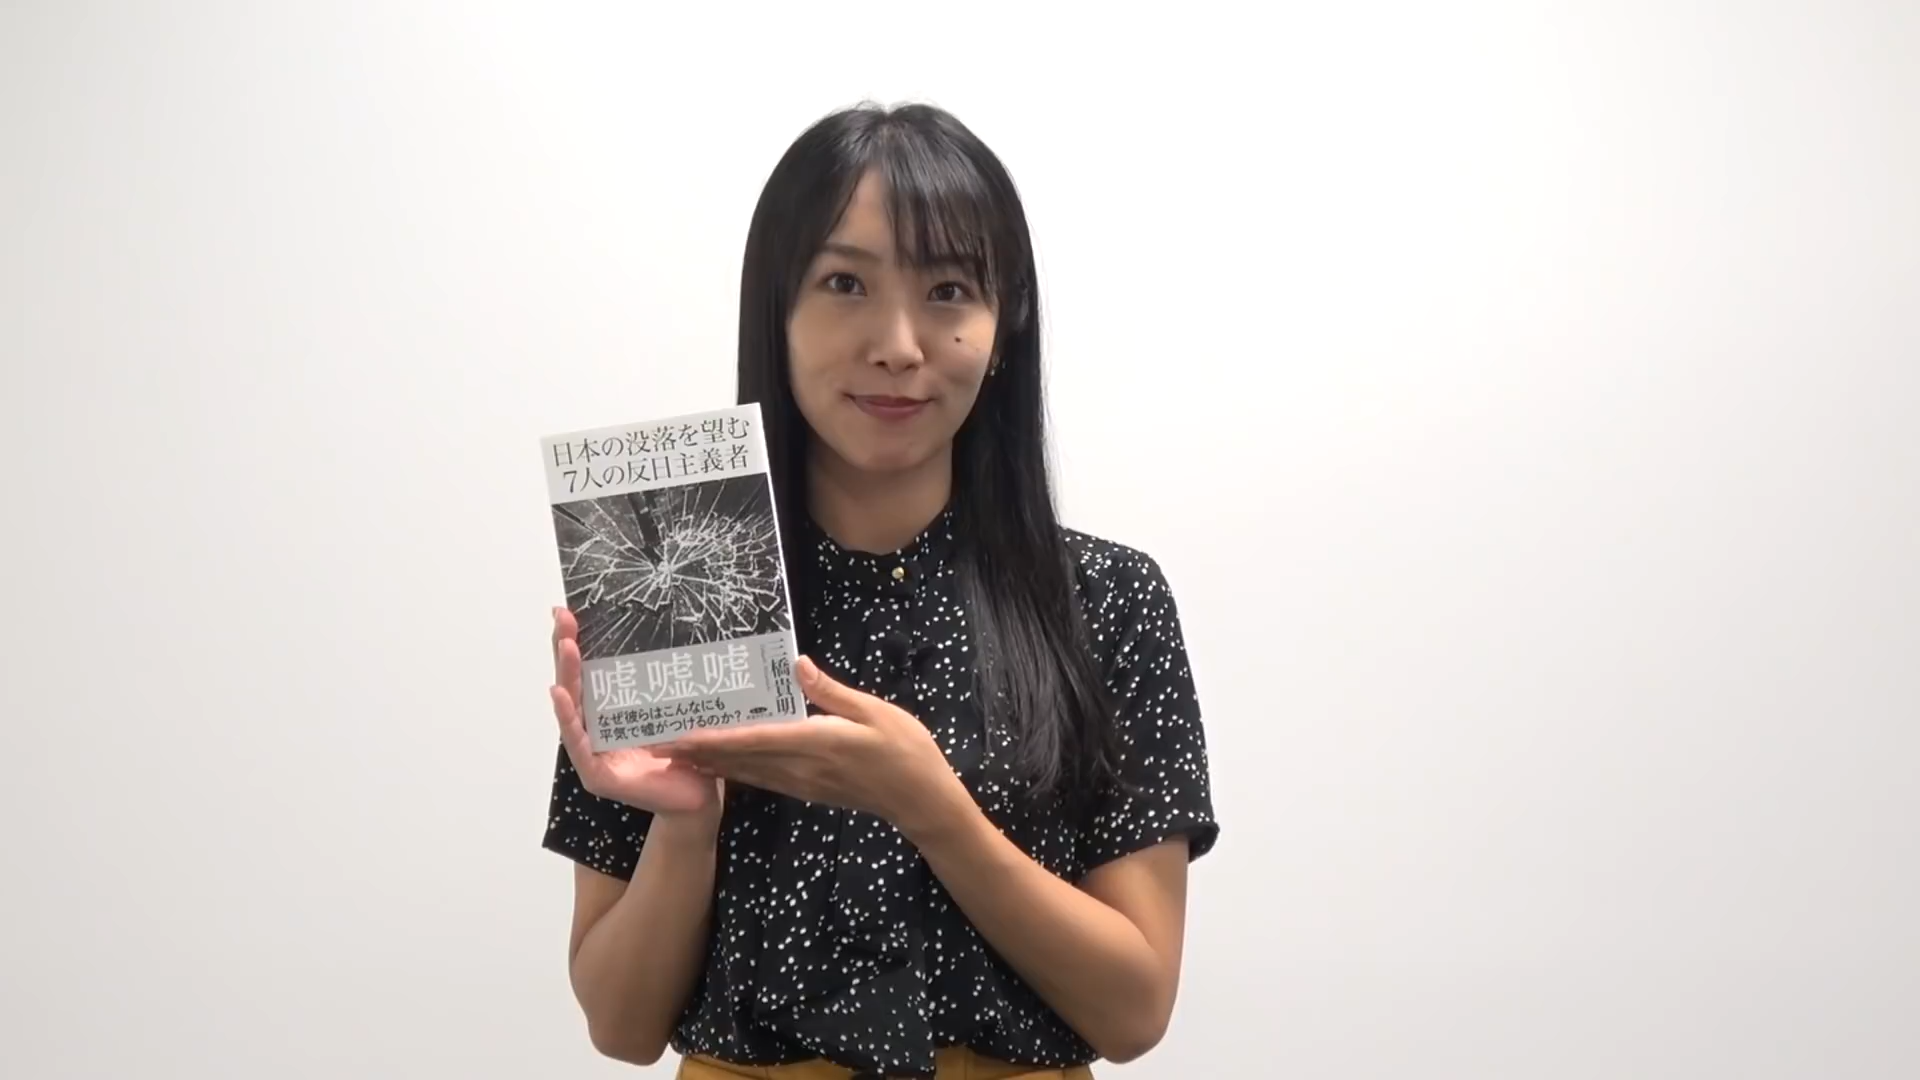 日本の没落を望む
7人の反日主義者
嘘、嘘、嘘
なぜ彼らはこんなにも
平気で嘘がつけるのか?
三橋貴明